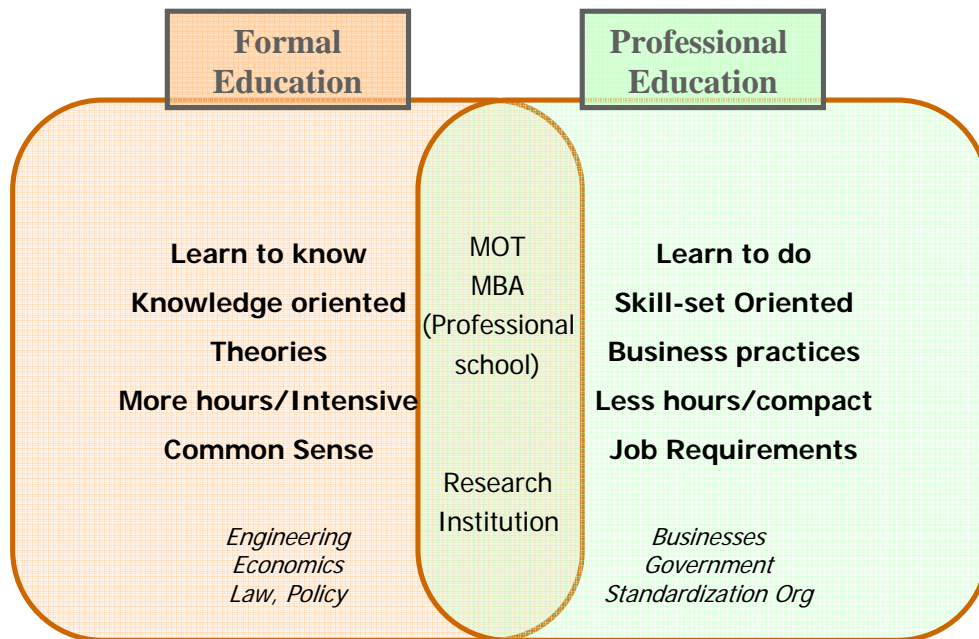 Formal
Education
Professional
Education
Learn to know
Knowledge oriented
Theories
More hours/Intensive
Common Sense
Engineering
Economics
Law, Policy
MOT
MBA
(Professional
school)
Research
Institution
Learn to do
Skill-set Oriented
Business practices
Less hours/compact
Job Requirements
Businesses
Government
Standardization Org